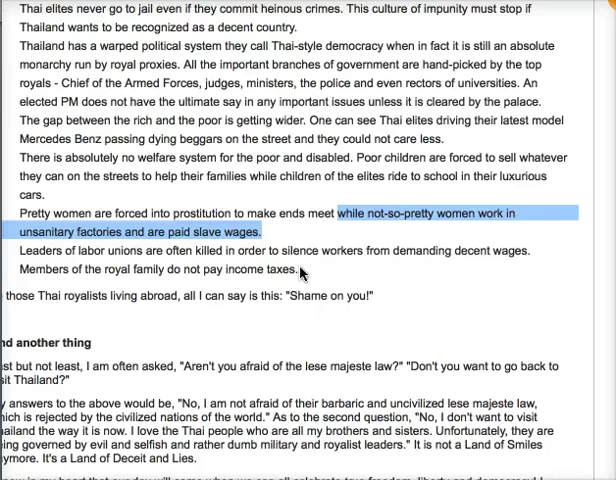 Thai elites never go to jail even if they commit heinous crimes. This culture of impunity must stop if
Thailand wants to be recognized as a decent country.
Thailand has a warped political system they call Thai-style democracy when in fact it is still an absolute
monarchy run by royal proxies. All the important branches of government are hand-picked by the top
royals - Chief of the Armed Forces, judges, ministers, the police and even rectors of universities. An
elected PM does not have the ultimate say in any important issues unless it is cleared by the palace.
The gap between the rich and the poor is getting wider. One can see Thai elites driving their latest model
Mercedes Benz passing dying beggars on the street and they could not care less.
There is absolutely no welfare system for the poor and disabled. Poor children are forced to sell whatever
they can on the streets to help their families while children of the elites ride to school in their luxurious
cars.
Pretty women are forced into prostitution to make ends meet while not-so-pretty women work in
unsanitary factories and are paid slave wages.
Leaders of labor unions are often killed in order to silence workers from demanding decent wages.
Members of the royal family do not pay income taxes.
those Thai royalists living abroad, all I can say is this: "Shame on you!"
nd another thing
st but not least, I am often asked, "Aren't you afraid of the lese majeste law?" "Don't you want to go back to
sit Thailand?"
y answers to the above would be, "No, I am not afraid of their barbaric and uncivilized lese majeste law,
hich is rejected by the civilized nations of the world." As to the second question, "No, I don't want to visit
ailand the way it is now. I love the Thai people who are all my brothers and sisters. Unfortunately, they are
ing governed by evil and selfish and rather dumb military and royalist leaders." It is not a Land of Smiles
ymore. It's a Land of Deceit and Lies.